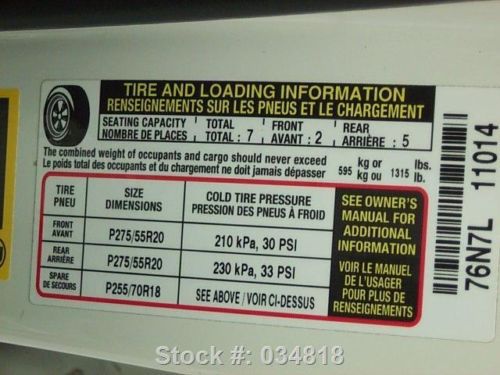 TIRE AND LOADING INFORMATION
RENSEIGNEMENTS SUR LES PNEUS ET LE CHARGEMENT
SEATING CAPACITY TOTAL FRONT REAR
NOMBRE DE PLACES TOTAL : 7 AVANT : 2 ARRIÈRE : 5
The combined weight of occupants and cargo should never exceed 595 kg or 1315 lbs.
Le poids total des occupants et du chargement ne doit jamais dépasser kg ou lb.
TIRE SIZE COLD TIRE PRESSURE
PNEU DIMENSIONS PRESSION DES PNEUS À FROID
FRONT
AVANT P275/55R20 210 kPa, 30 PSI
REAR
ARRIÈRE P275/55R20 230 kPa, 33 PSI
SPARE
DE SECOURS P255/70R18 SEE ABOVE / VOIR CI-DESSUS
SEE OWNER'S
MANUAL FOR
ADDITIONAL
INFORMATION
VOIR LE MANUEL
DE L'USAGER
POUR PLUS DE
RENSEIGNEMENTS
76N7L 11014
Stock #: 034818